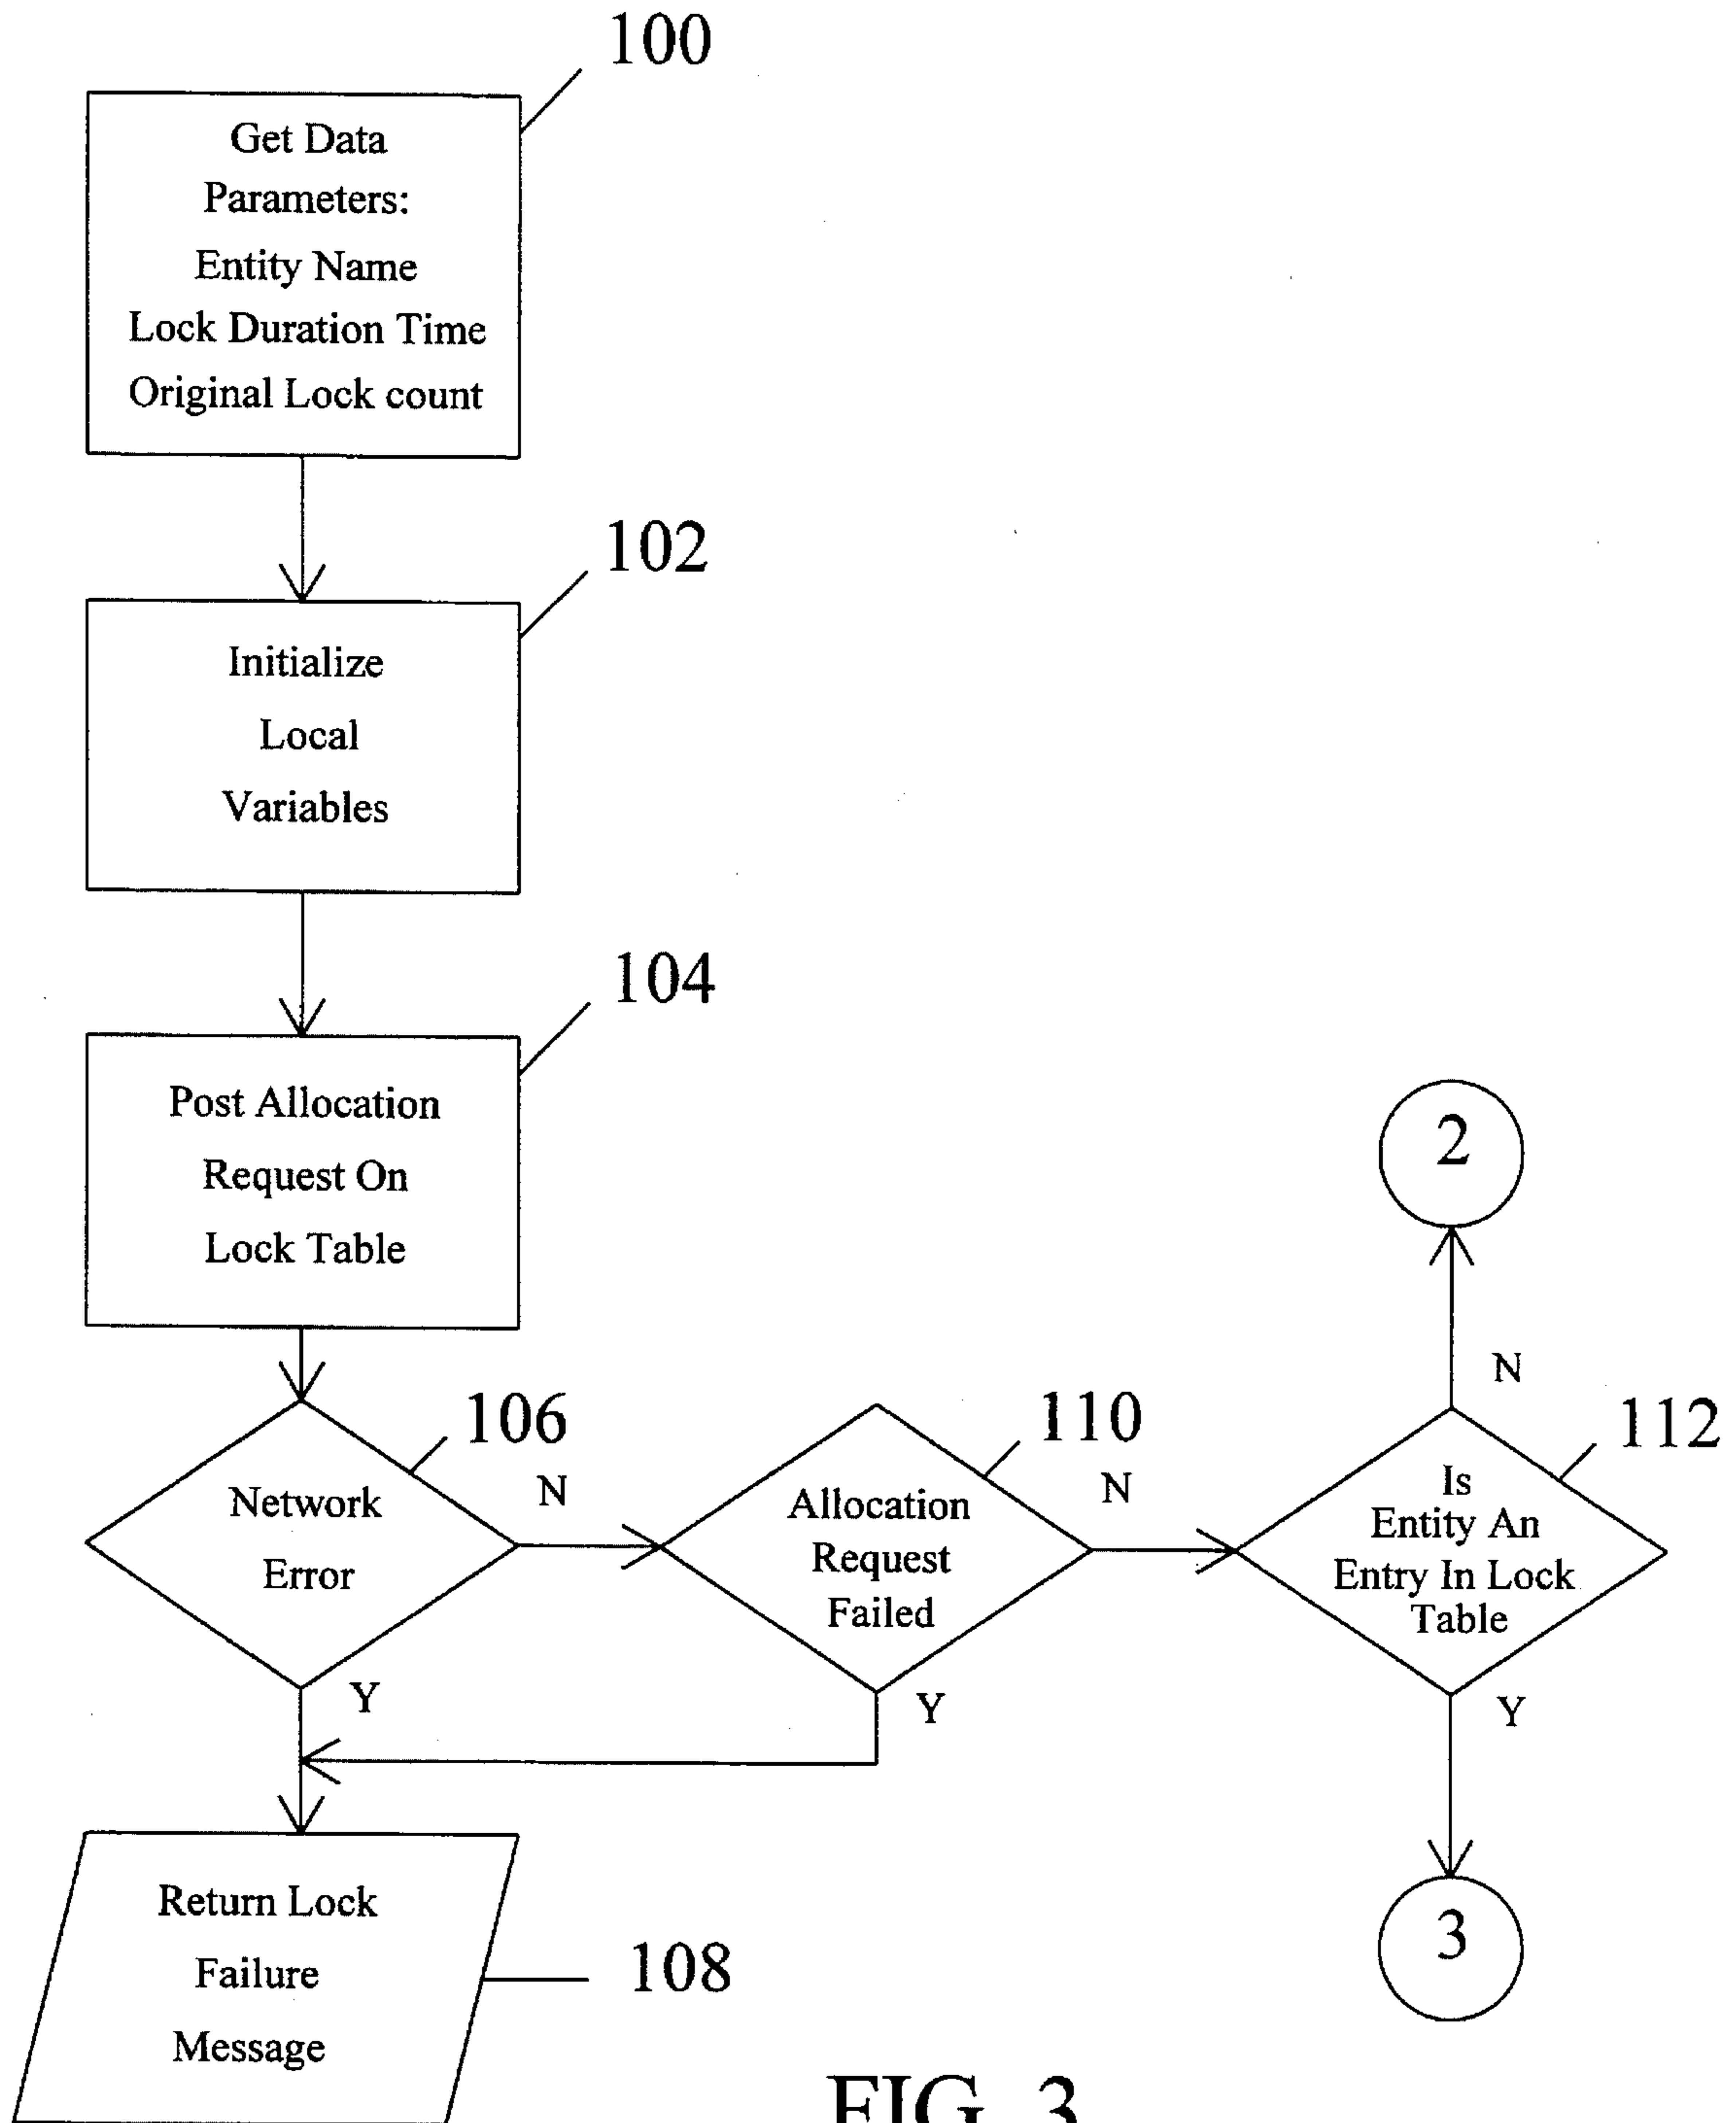 100
Get Data
Parameters:
Entity Name
Lock Duration Time
Original Lock count
102
Initialize
Local
Variables
104
Post Allocation
Request On
Lock Table
106
Network
Error
N
Y
110
Allocation
Request
Failed
N
Y
112
Is
Entity An
Entry In Lock
Table
N
Y
2
3
Return Lock
Failure
Message
108
FIG. 3